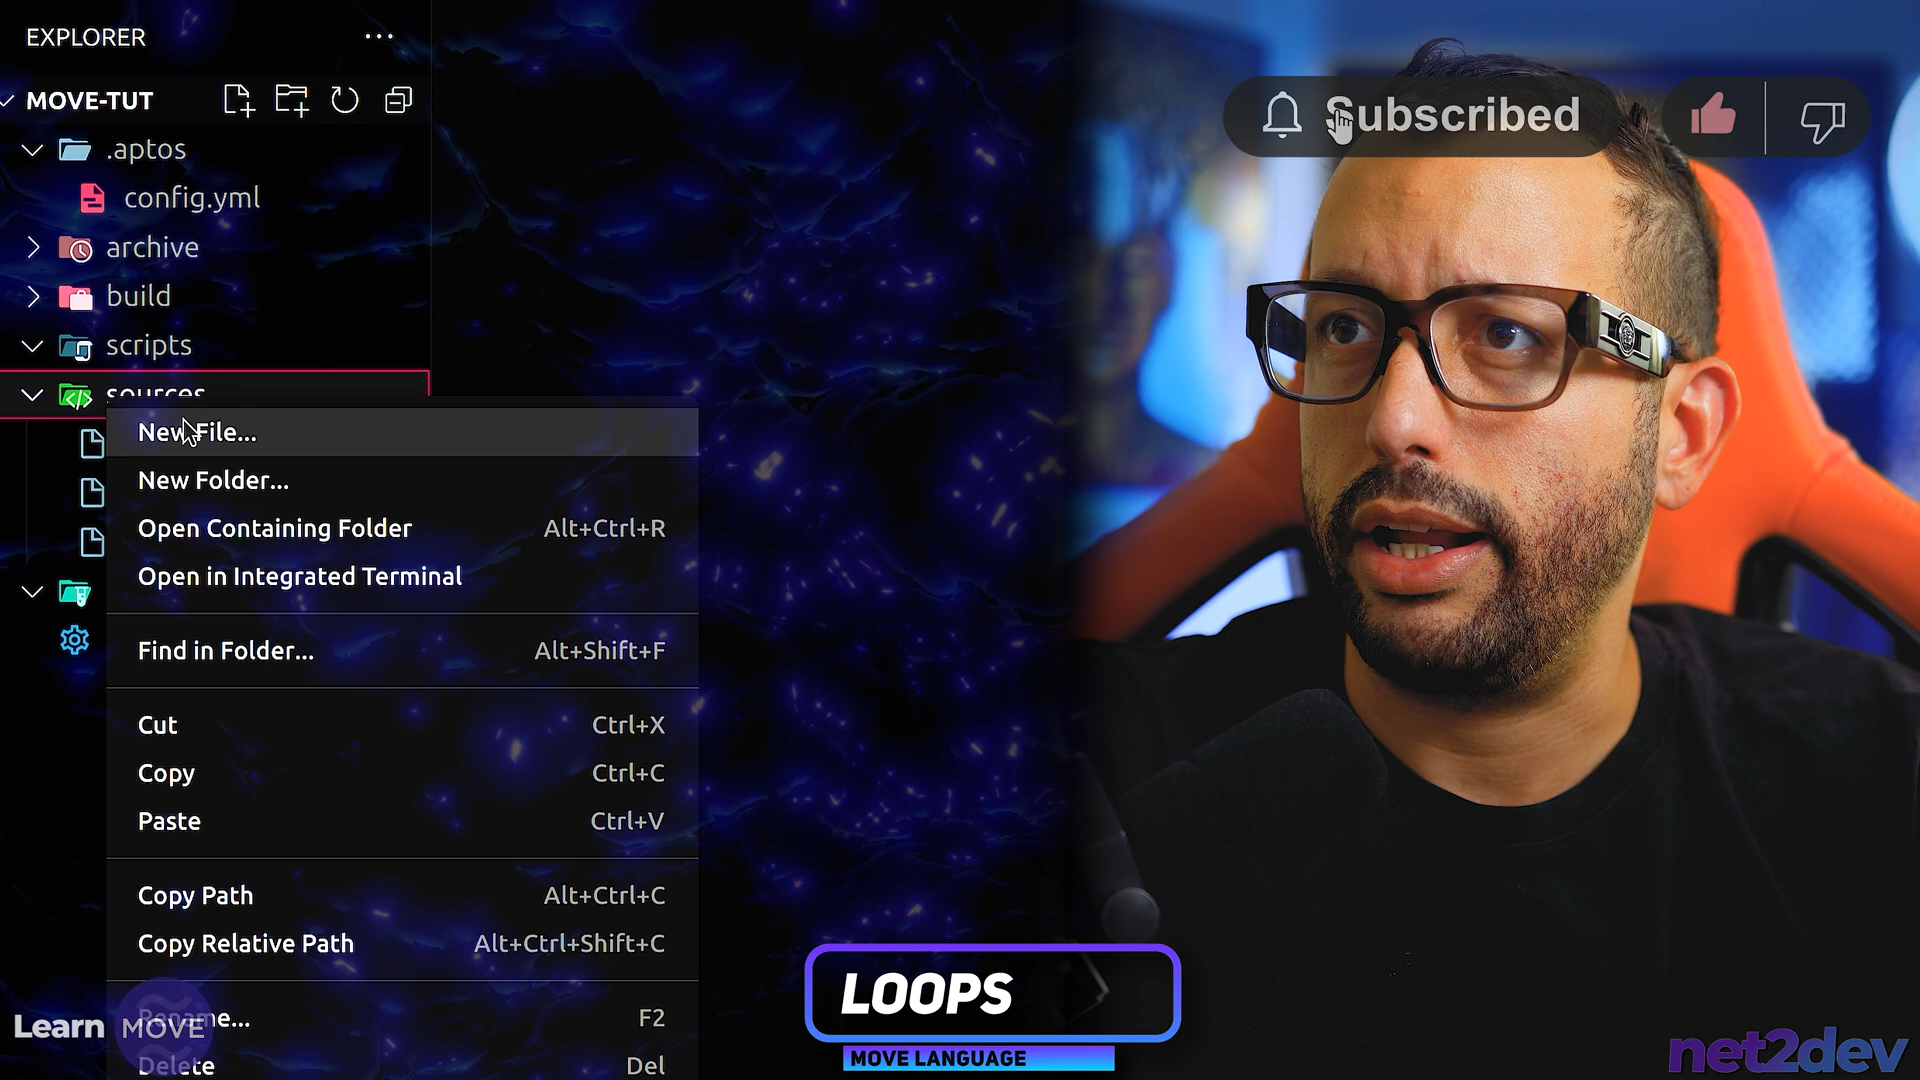 EXPLORER
MOVE-TUT
.aptos
config.yml
archive
build
scripts
sources
New File...
New Folder...
Open Containing Folder Alt+Ctrl+R
Open in Integrated Terminal
Find in Folder... Alt+Shift+F
Cut Ctrl+X
Copy Ctrl+C
Paste Ctrl+V
Copy Path Alt+Ctrl+C
Copy Relative Path Alt+Ctrl+Shift+C
Rename... F2
Delete Del
Learn MOVE
Subscribed
LOOPS
MOVE LANGUAGE
net2dev